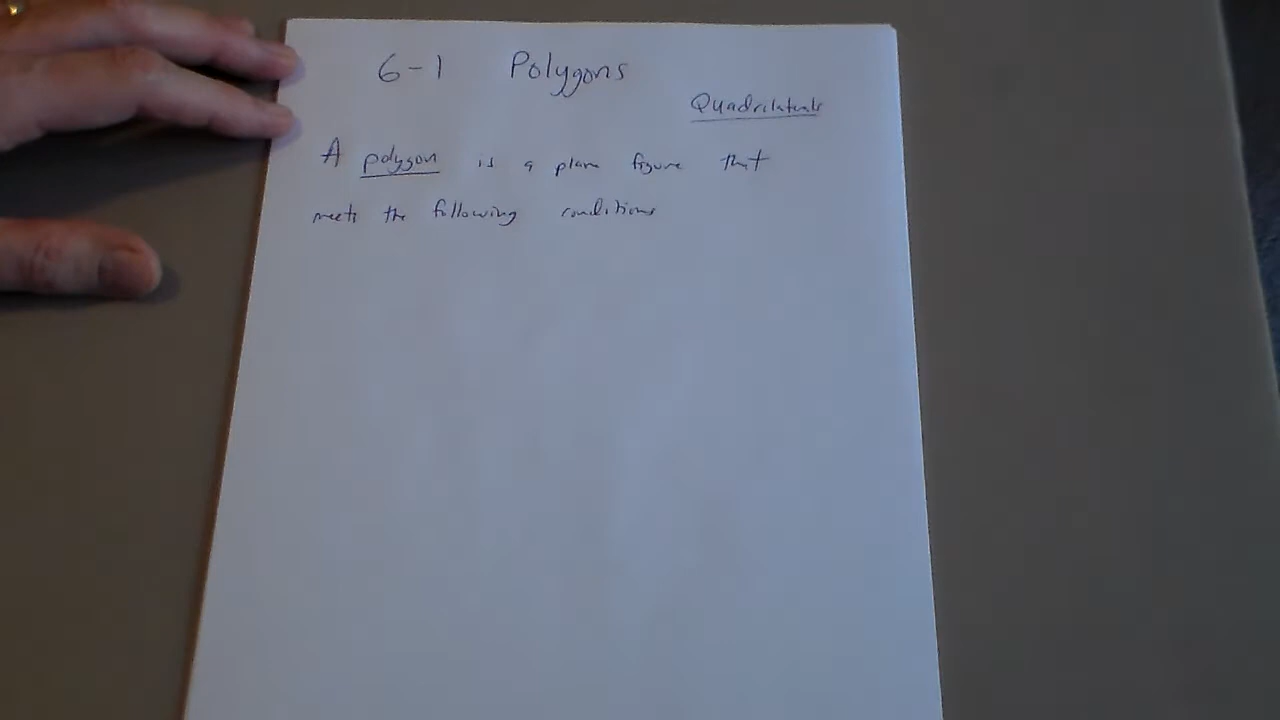 6-1 Polygons
Quadrilaterals
A polygon is a plane figure that
meets the following conditions